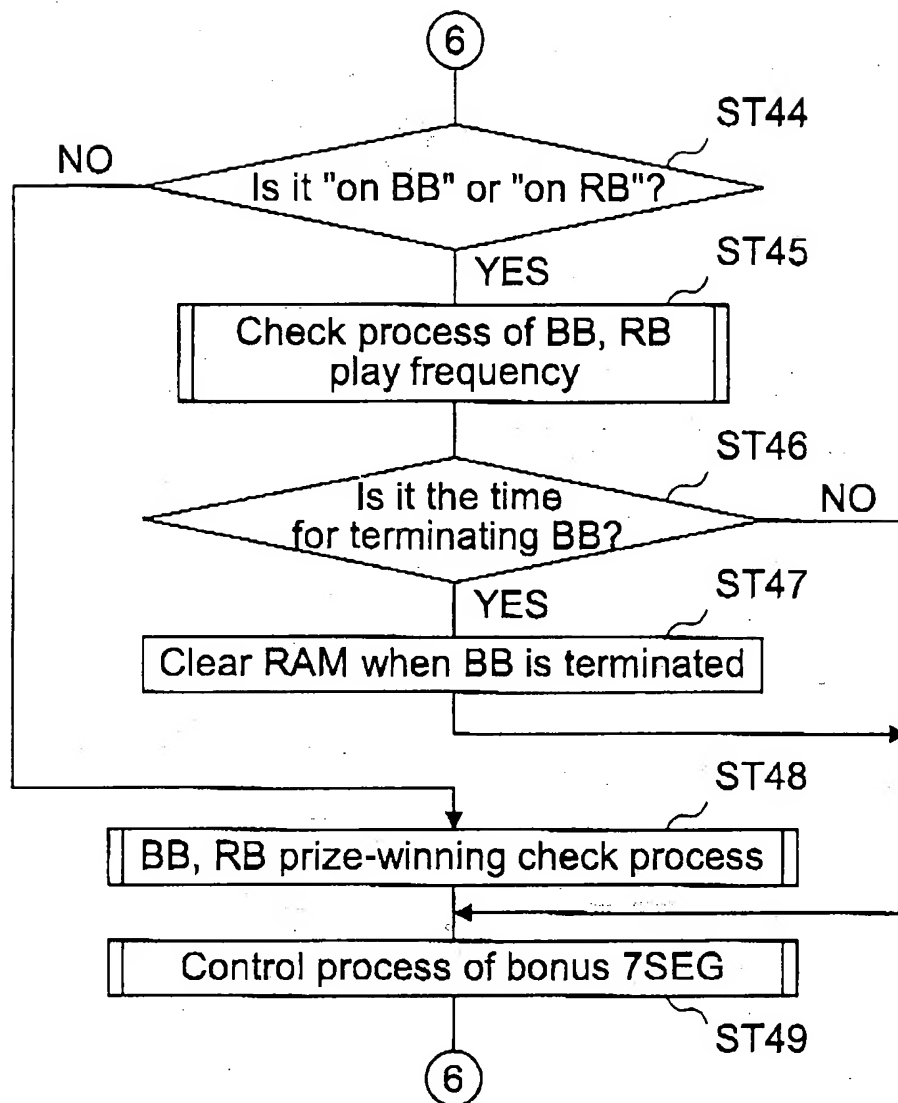 6
ST44
NO
Is it "on BB" or "on RB"?
YES
ST45
Check process of BB, RB
play frequency
ST46
Is it the time
for terminating BB?
NO
YES
ST47
Clear RAM when BB is terminated
ST48
BB, RB prize-winning check process
Control process of bonus 7SEG
ST49
6